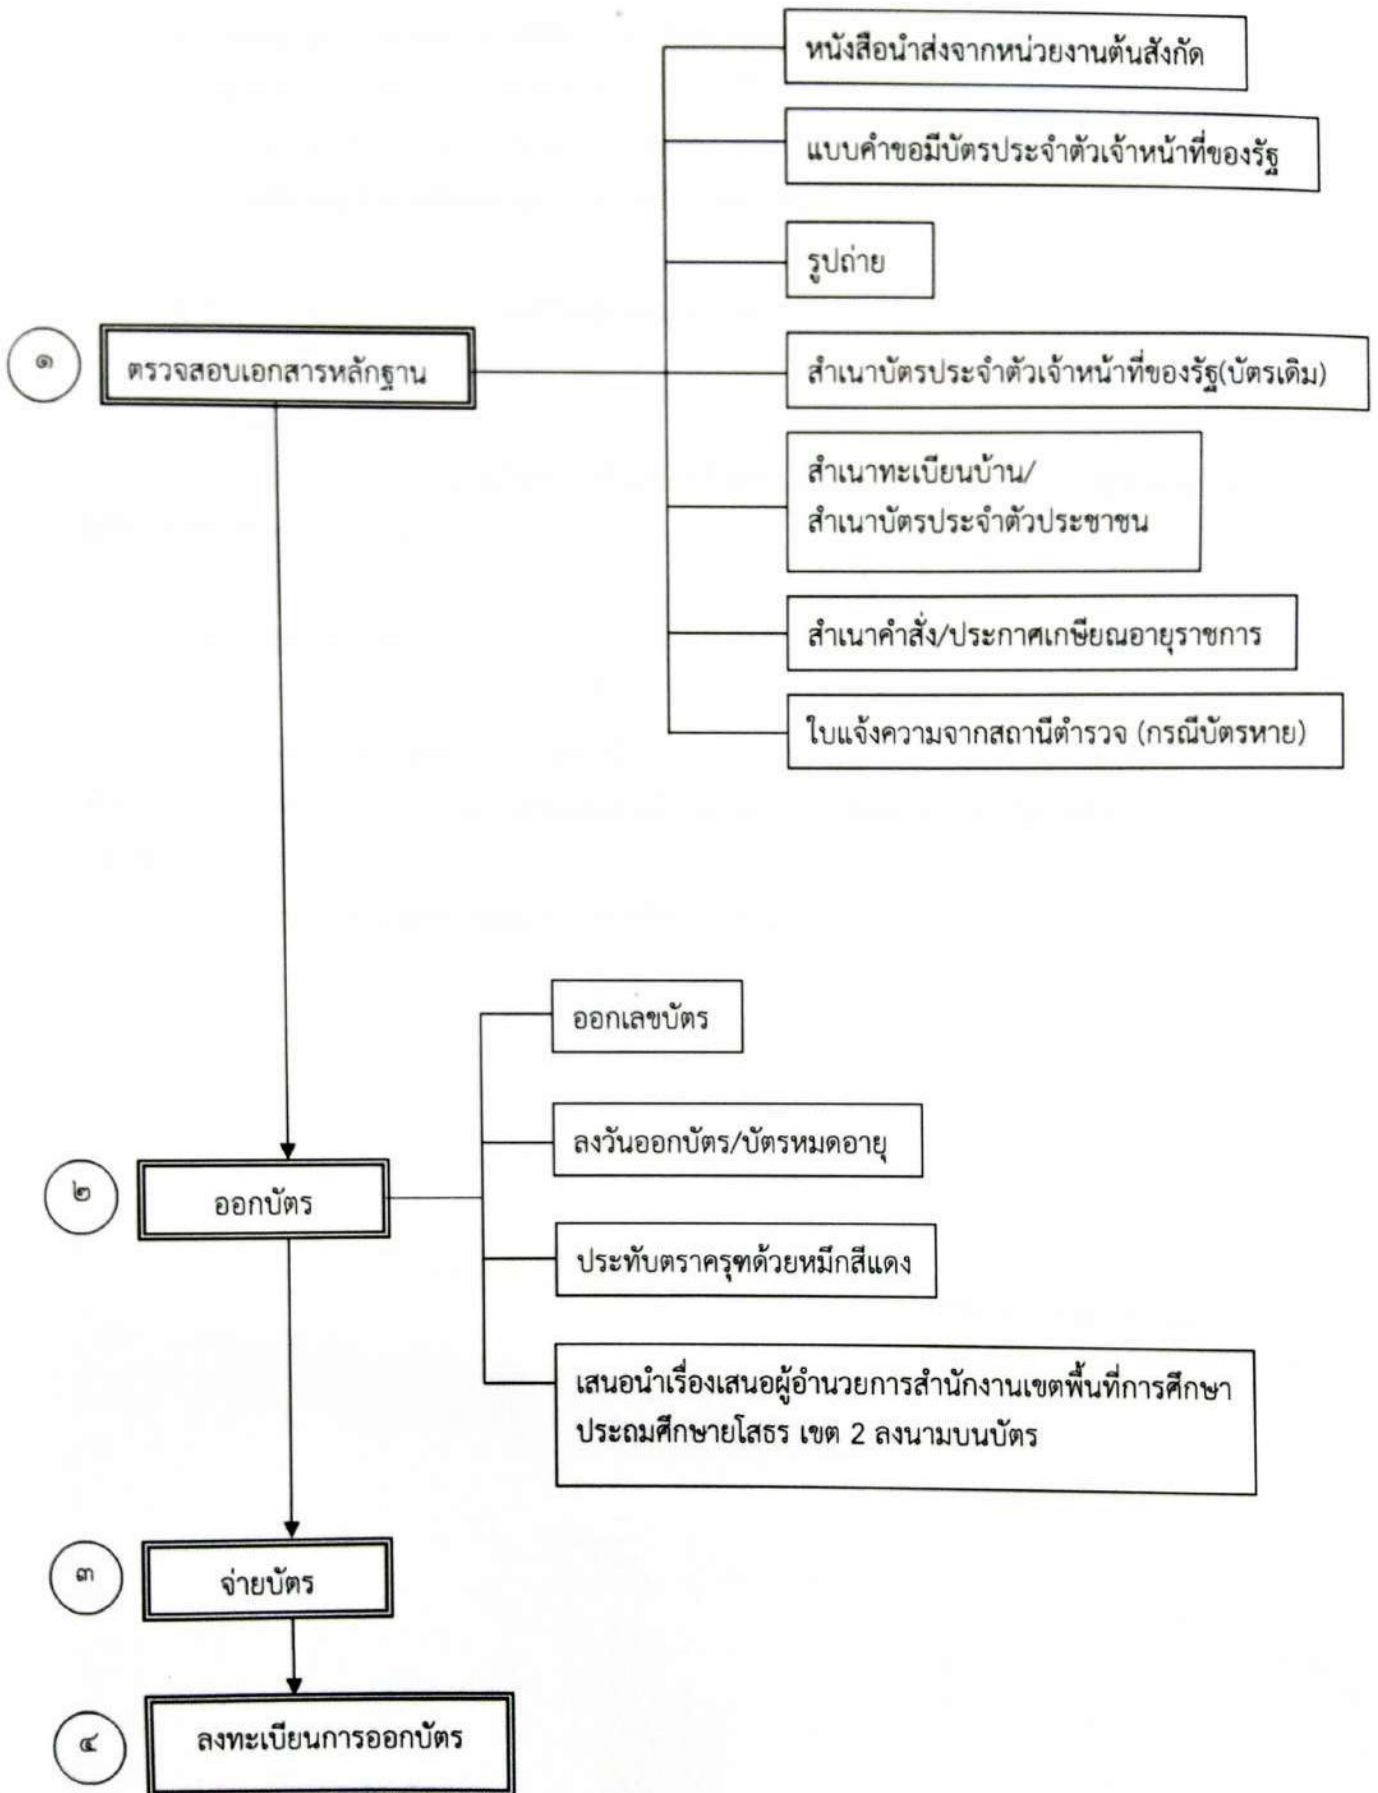 หนังสือนำส่งจากหน่วยงานต้นสังกัด
แบบคำขอมีบัตรประจำตัวเจ้าหน้าที่ของรัฐ
รูปถ่าย
๑
ตรวจสอบเอกสารหลักฐาน
สำเนาบัตรประจำตัวเจ้าหน้าที่ของรัฐ(บัตรเดิม)
สำเนาทะเบียนบ้าน/
สำเนาบัตรประจำตัวประชาชน
สำเนาคำสั่ง/ประกาศเกษียณอายุราชการ
ใบแจ้งความจากสถานีตำรวจ (กรณีบัตรหาย)
๒
ออกบัตร
ออกเลขบัตร
ลงวันออกบัตร/บัตรหมดอายุ
ประทับตราครุฑด้วยหมึกสีแดง
เสนอนำเรื่องเสนอผู้อำนวยการสำนักงานเขตพื้นที่การศึกษา
ประถมศึกษายโสธร เขต 2 ลงนามบนบัตร
๓
จ่ายบัตร
๔
ลงทะเบียนการออกบัตร